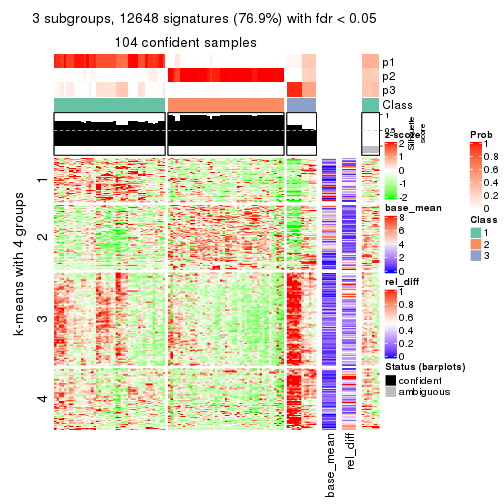 3 subgroups, 12648 signatures (76.9%) with fdr < 0.05
104 confident samples
p1
p2
p3
Class
1
0.5
Silhouette
score
z-score
2
1
0
-1
-2
Prob
1
0.8
0.6
0.4
0.2
0
base_mean
8
6
4
2
0
Class
1
2
3
rel_diff
1
0.8
0.6
0.4
0.2
0
Status (barplots)
confident
ambiguous
k-means with 4 groups
1
2
3
4
base_mean
rel_diff